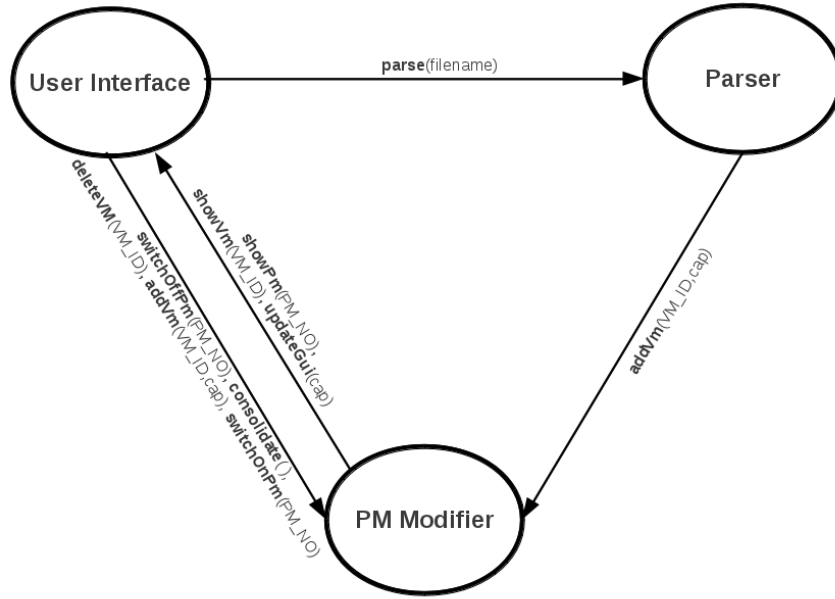 User Interface
parse(filename)
Parser
switchOffPm(PM_NO), consolidate(),
deleteVM(VM_ID), addVm(VM_ID,cap), switchOnPm(PM_NO)
showPm(PM_NO),
showVm(VM_ID), updateGui(cap)
addVm(VM_ID,cap)
PM Modifier